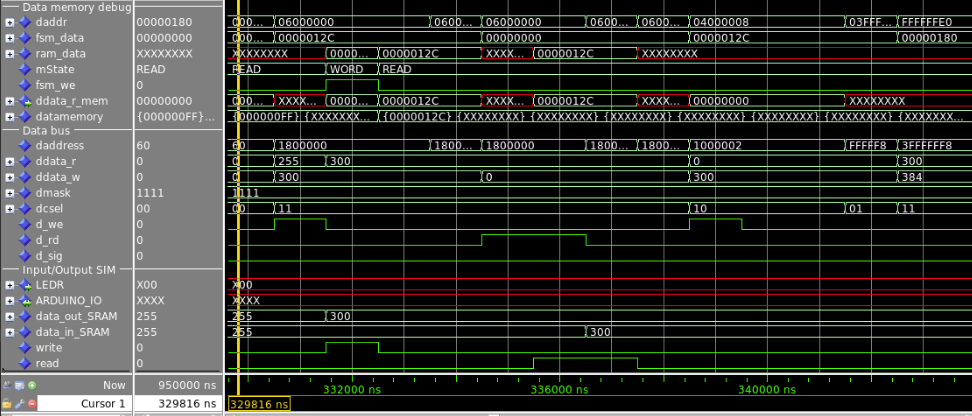 Data memory debug
daddr 00000180 000... 06000000 0600... 06000000 0600... 0600... 04000008 03FFF... FFFFFFE0
fsm_data 00000000 000... 0000012C 00000000 0000012C 00000180
ram_data XXXXXXXX XXXXXXXX 0000... 0000012C XXXX... 0000012C XXXXXXXX
mState READ READ WORD READ
fsm_we 0
ddata_r_mem 00000000 000... XXXX... 0000... 0000012C XXXX... 0000012C XXXX... 00000000 XXXXXXXX
datamemory {000000FF}... {000000FF} {XXXXXXX... {0000012C} {XXXXXXXX} {XXXXXXXX} {XXXXXXXX} {XXXXXXXX} {XXXXXXXX} {XXXXXXXX} {XXXXXXX...
Data bus
daddress 60 60 1800000 1800... 1800000 1800... 1800... 1000002 FFFFF8 3FFFFFF8
ddata_r 0 0 255 300 0 300
ddata_w 0 0 300 0 300 384
dmask 1111 1111
dcsel 00 00 11 10 01 11
d_we 0
d_rd 0
d_sig 0
Input/Output SIM
LEDR X00 X00
ARDUINO_IO XXXX XXXX
data_out_SRAM 255 255 300
data_in_SRAM 255 255 300
write 0
read 0
Now 950000 ns 332000 ns 336000 ns 340000 ns
Cursor 1 329816 ns 329816 ns